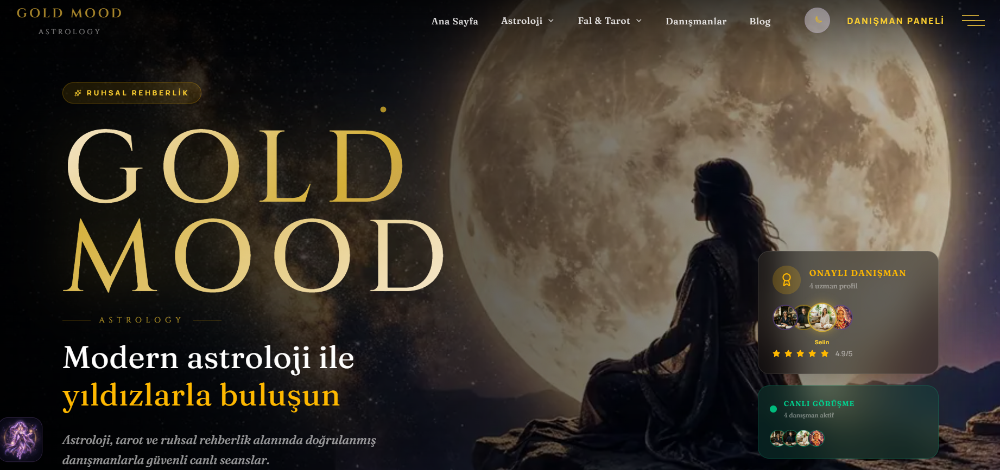 GOLD MOOD
ASTROLOGY
Ana Sayfa
Astroloji
Fal & Tarot
Danışmanlar
Blog
DANIŞMAN PANELİ
RUHSAL REHBERLİK
GOLD
MOOD
ASTROLOGY
Modern astroloji ile
yıldızlarla buluşun
Astroloji, tarot ve ruhsal rehberlik alanında doğrulanmış
danışmanlarla güvenli canlı seanslar.
ONAYLI DANIŞMAN
4 uzman profil
Selin
4.9/5
CANLI GÖRÜŞME
4 danışman aktif